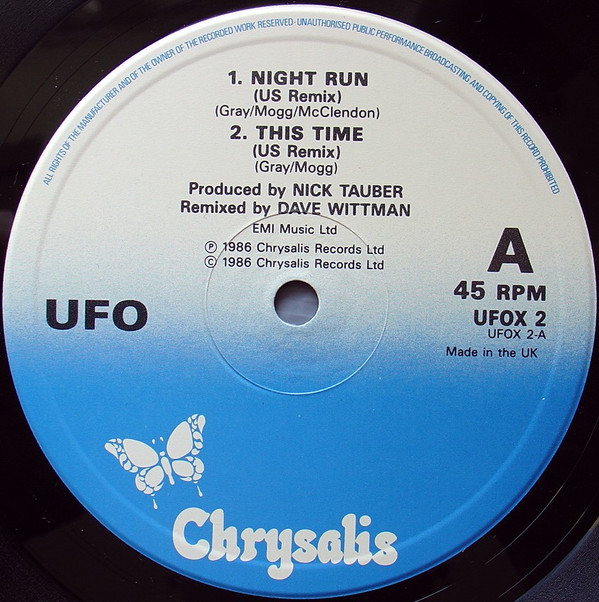 ALL RIGHTS OF THE MANUFACTURER AND OF THE OWNER OF THE RECORDED WORK RESERVED · UNAUTHORISED PUBLIC PERFORMANCE BROADCASTING AND COPYING OF THIS RECORD PROHIBITED
1. NIGHT RUN
(US Remix)
(Gray/Mogg/McClendon)
2. THIS TIME
(US Remix)
(Gray/Mogg)
Produced by NICK TAUBER
Remixed by DAVE WITTMAN
EMI Music Ltd
℗ 1986 Chrysalis Records Ltd
© 1986 Chrysalis Records Ltd
A
45 RPM
UFO
UFOX 2
UFOX 2-A
Made in the UK
Chrysalis